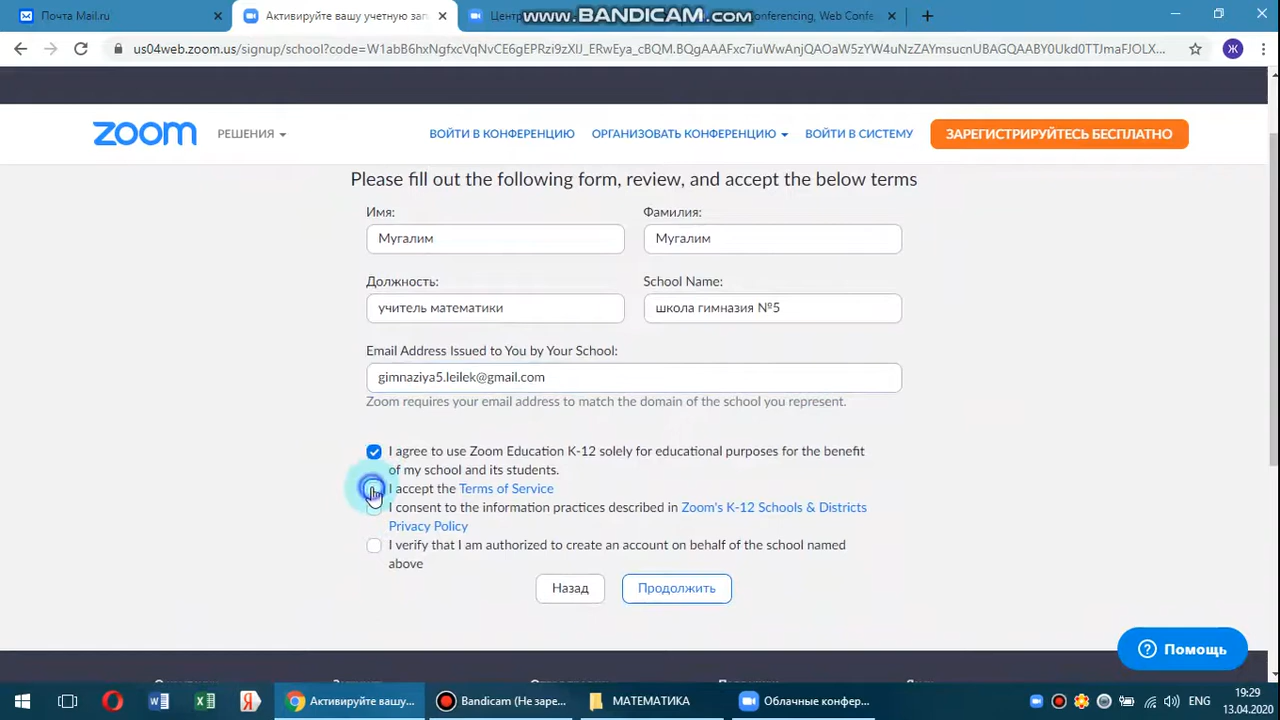 Почта Mail.ru
Активируйте вашу учетную зап
Центр
www.BANDICAM.com
onferencing, Web Confe
us04web.zoom.us/signup/school?code=W1abB6hxNgfxcVqNvCE6gEPRzi9zXIJ_ERwEya_cBQM.BQgAAAFxc7iuWwAnjQAOaW5zYW4uNzZAYmsucnUBAGQAABY0Ukd0TTJmaFJOLX...
Ж
zoom
РЕШЕНИЯ
ВОЙТИ В КОНФЕРЕНЦИЮ
ОРГАНИЗОВАТЬ КОНФЕРЕНЦИЮ
ВОЙТИ В СИСТЕМУ
ЗАРЕГИСТРИРУЙТЕСЬ БЕСПЛАТНО
Please fill out the following form, review, and accept the below terms
Имя:
Фамилия:
Мугалим
Мугалим
Должность:
School Name:
учитель математики
школа гимназия №5
Email Address Issued to You by Your School:
gimnaziya5.leilek@gmail.com
Zoom requires your email address to match the domain of the school you represent.
I agree to use Zoom Education K-12 solely for educational purposes for the benefit
of my school and its students.
I accept the Terms of Service
I consent to the information practices described in Zoom's K-12 Schools & Districts
Privacy Policy
I verify that I am authorized to create an account on behalf of the school named
above
Назад
Продолжить
Помощь
Активируйте вашу...
Bandicam (Не заре...
МАТЕМАТИКА
Облачные конфер...
ENG
19:29
13.04.2020